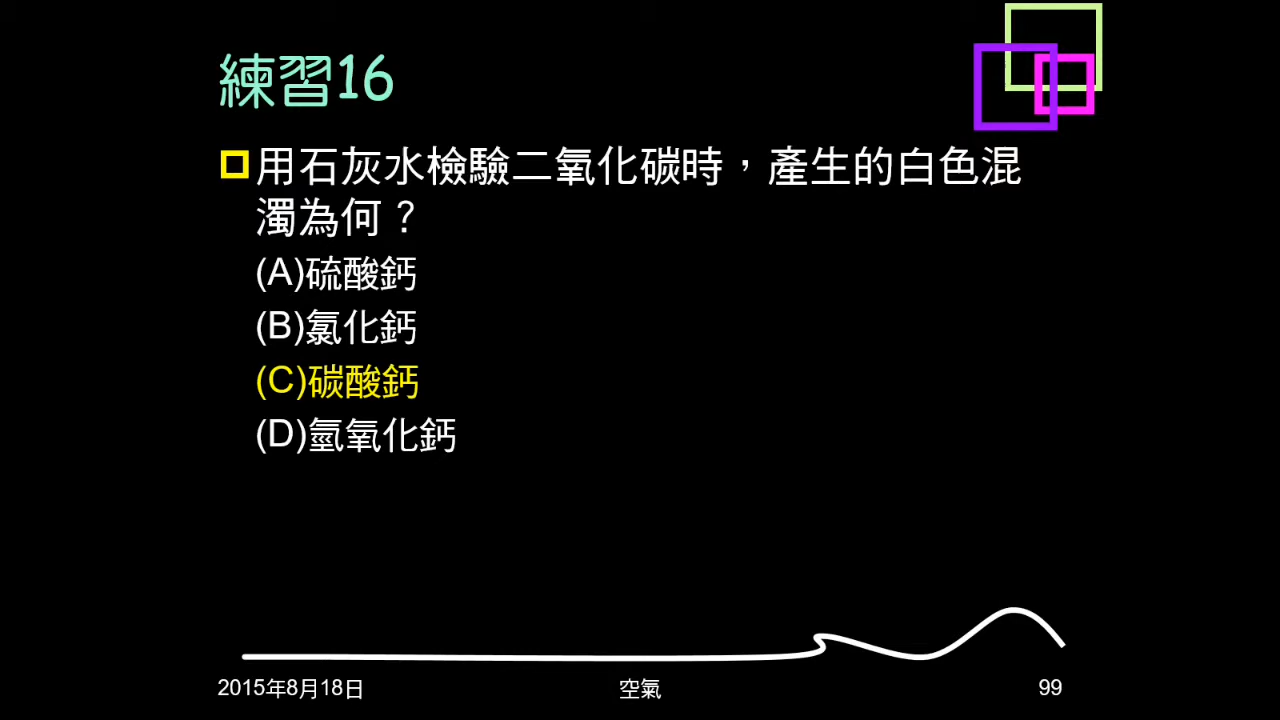 練習16
用石灰水檢驗二氧化碳時，產生的白色混
濁為何？
(A)硫酸鈣
(B)氯化鈣
(C)碳酸鈣
(D)氫氧化鈣
2015年8月18日
空氣
99